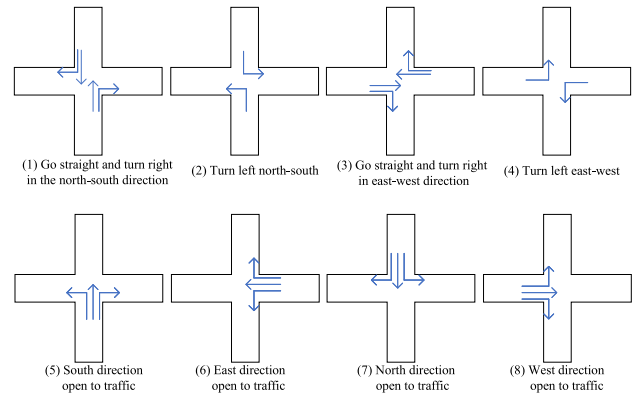 (1) Go straight and turn right
in the north-south direction
(2) Turn left north-south
(3) Go straight and turn right
in east-west direction
(4) Turn left east-west
(5) South direction
open to traffic
(6) East direction
open to traffic
(7) North direction
open to traffic
(8) West direction
open to traffic